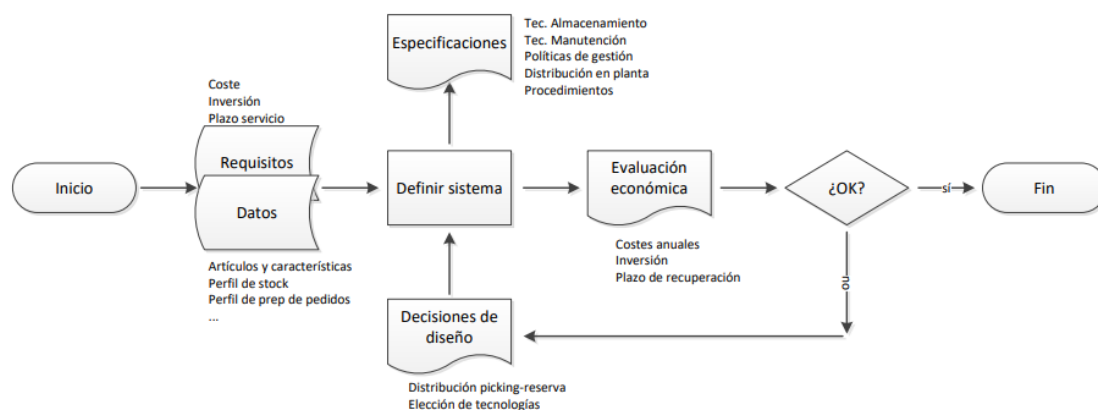 Especificaciones
Tec. Almacenamiento
Tec. Manutención
Políticas de gestión
Distribución en planta
Procedimientos
Coste
Inversión
Plazo servicio
Inicio
Requisitos
Datos
Definir sistema
Evaluación
económica
¿OK?
sí
Fin
Artículos y características
Perfil de stock
Perfil de prep de pedidos
...
Costes anuales
Inversión
Plazo de recuperación
no
Decisiones de
diseño
Distribución picking-reserva
Elección de tecnologías